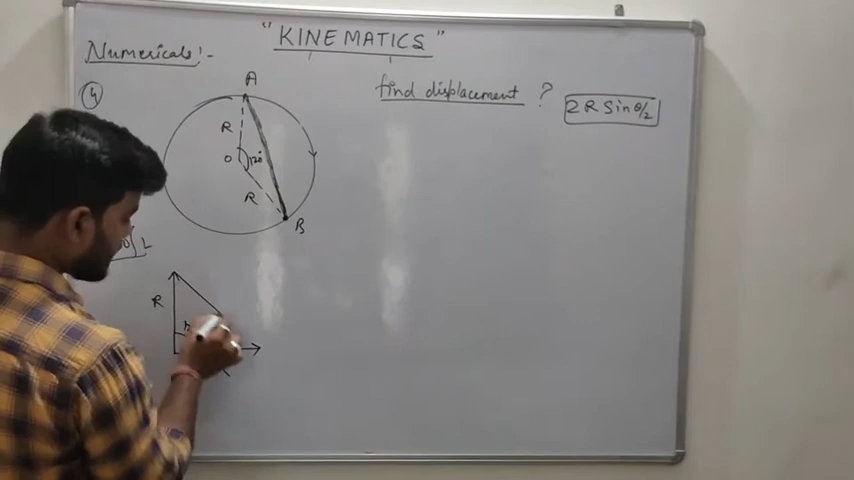 "KINEMATICS"
Numericals:-
4
find displacement ?
2R Sin θ/2
A
R
O
120°
R
B
L
R